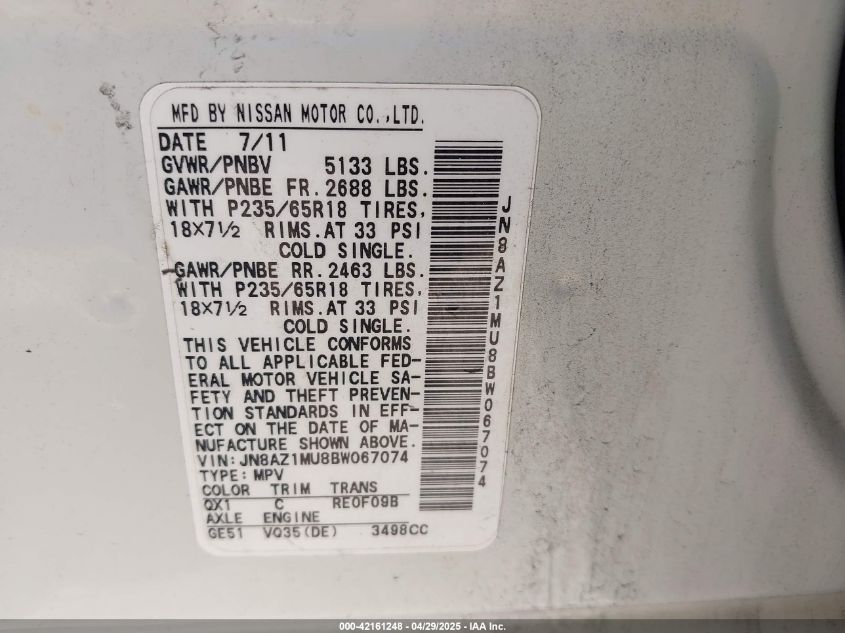 MFD BY NISSAN MOTOR CO.,LTD.
DATE 7/11
GVWR/PNBV 5133 LBS.
GAWR/PNBE FR. 2688 LBS.
WITH P235/65R18 TIRES,
18×7½ RIMS. AT 33 PSI
COLD SINGLE.
GAWR/PNBE RR. 2463 LBS.
WITH P235/65R18 TIRES,
18×7½ RIMS. AT 33 PSI
COLD SINGLE.
THIS VEHICLE CONFORMS
TO ALL APPLICABLE FED-
ERAL MOTOR VEHICLE SA-
FETY AND THEFT PREVEN-
TION STANDARDS IN EFF-
ECT ON THE DATE OF MA-
NUFACTURE SHOWN ABOVE.
VIN:JN8AZ1MU8BW067074
TYPE: MPV
COLOR TRIM TRANS
QX1 C RE0F09B
AXLE ENGINE
GE51 VQ35(DE) 3498CC
JN8AZ1MU8BW067074
000-42161248 - 04/29/2025 - IAA Inc.